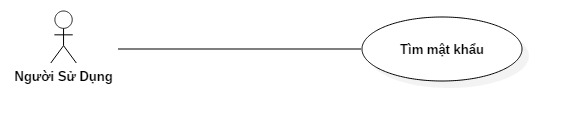 Tìm mật khẩu
Người Sử Dụng